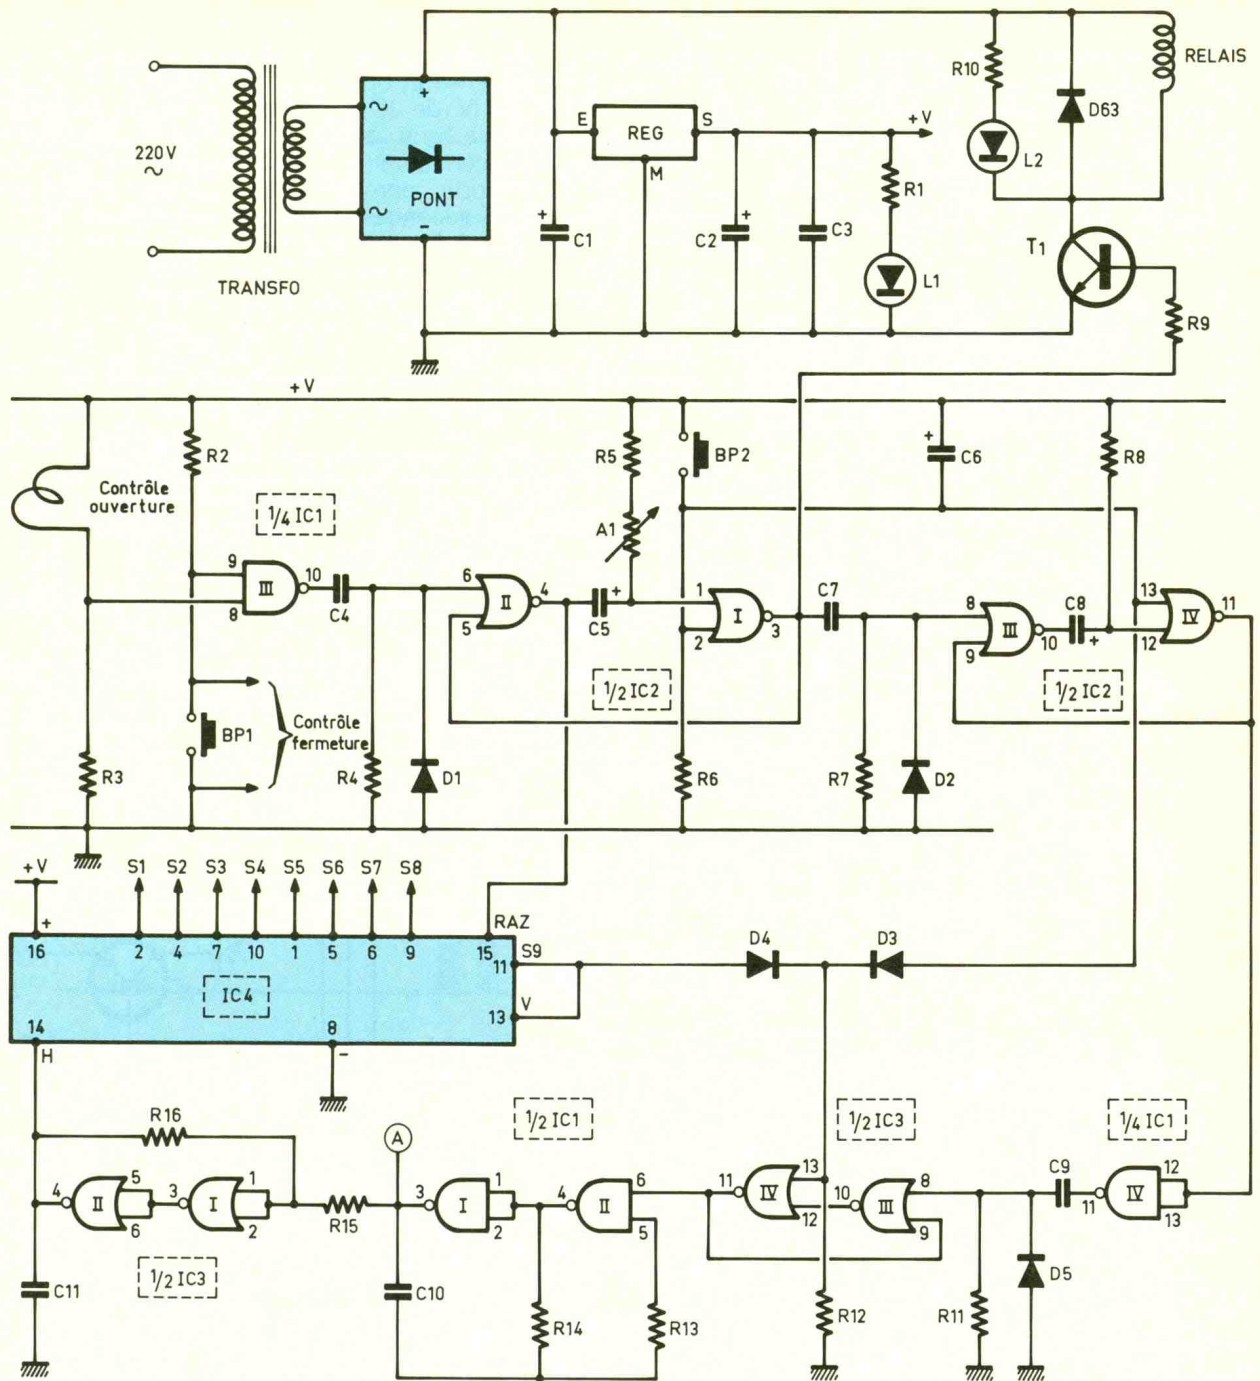 220 V
~
TRANSFO
~
+
PONT
~
-
+
C1
E
REG
S
M
+
C2
C3
+V
R1
L1
R10
L2
D63
RELAIS
T1
R9
+V
Contrôle
ouverture
R2
1/4 IC1
9
8
III
10
C4
R3
BP1
Contrôle
fermeture
R4
D1
6
5
II
4
C5
+
R5
A1
BP2
1
2
I
3
1/2 IC2
R6
C7
R7
D2
+
C6
R8
8
9
III
10
C8
+
13
12
IV
11
1/2 IC2
+V
S1
S2
S3
S4
S5
S6
S7
S8
RAZ
+
16
2
4
7
10
1
5
6
9
15
S9
11
IC4
V
13
14
8
H
-
D4
D3
R16
4
II
5
6
3
I
1
2
1/2 IC3
C11
R15
A
C10
1/2 IC1
3
I
1
2
4
II
6
5
R14
R13
1/2 IC3
11
IV
13
12
10
III
8
9
R12
R11
D5
C9
1/4 IC1
11
IV
12
13